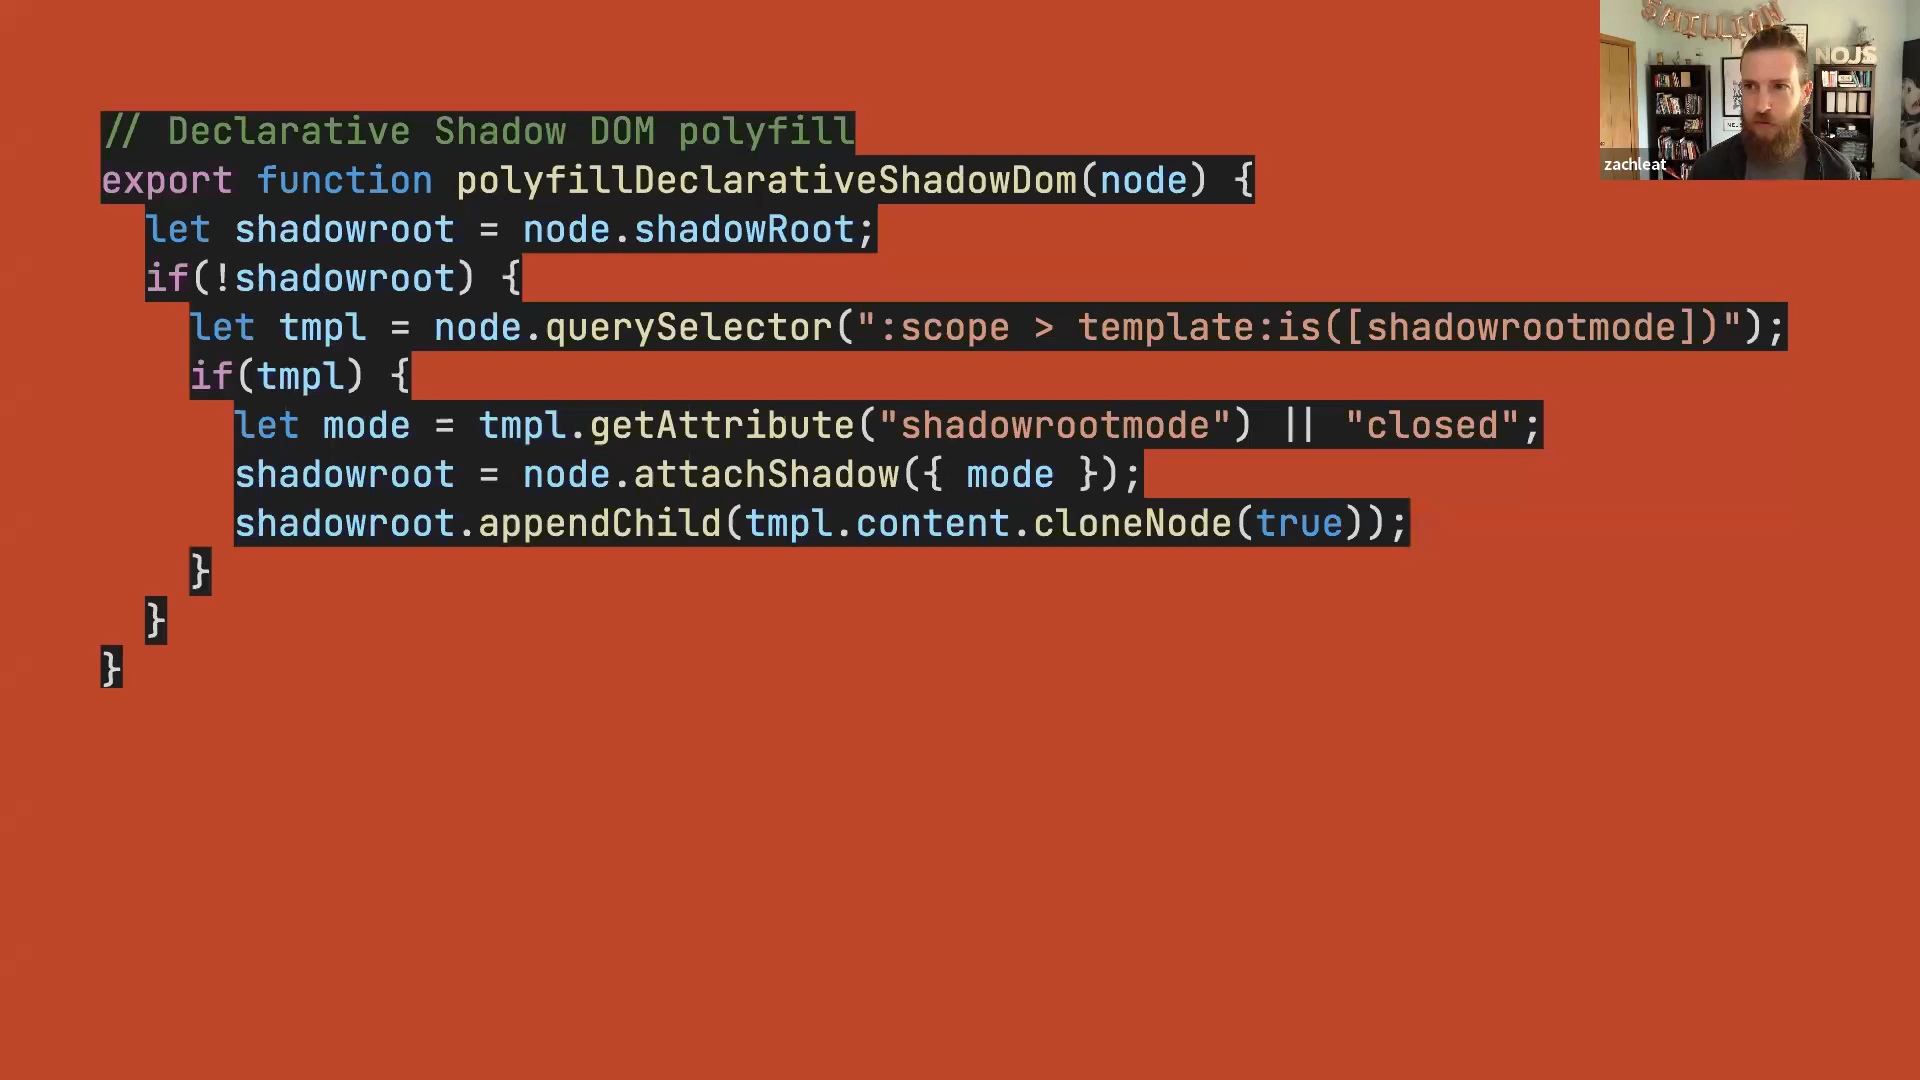 // Declarative Shadow DOM polyfill
export function polyfillDeclarativeShadowDom(node) {
let shadowroot = node.shadowRoot;
if(!shadowroot) {
let tmpl = node.querySelector(":scope > template:is([shadowrootmode])");
if(tmpl) {
let mode = tmpl.getAttribute("shadowrootmode") || "closed";
shadowroot = node.attachShadow({ mode });
shadowroot.appendChild(tmpl.content.cloneNode(true));
}
}
}
NOJS
zachleat